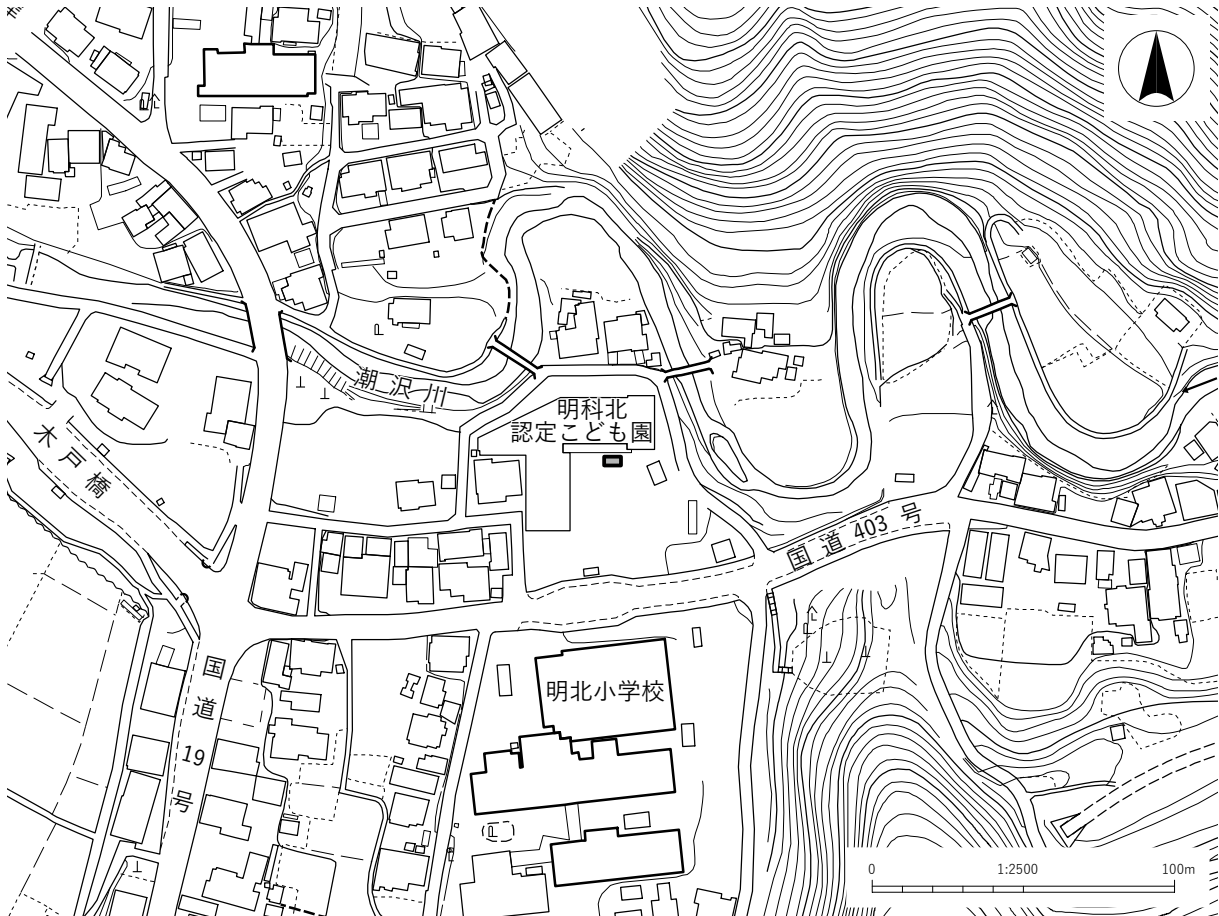 潮沢川
明科北
認定こども園
木戸橋
国道403号
明北小学校
国道19号
0 1:2500 100m